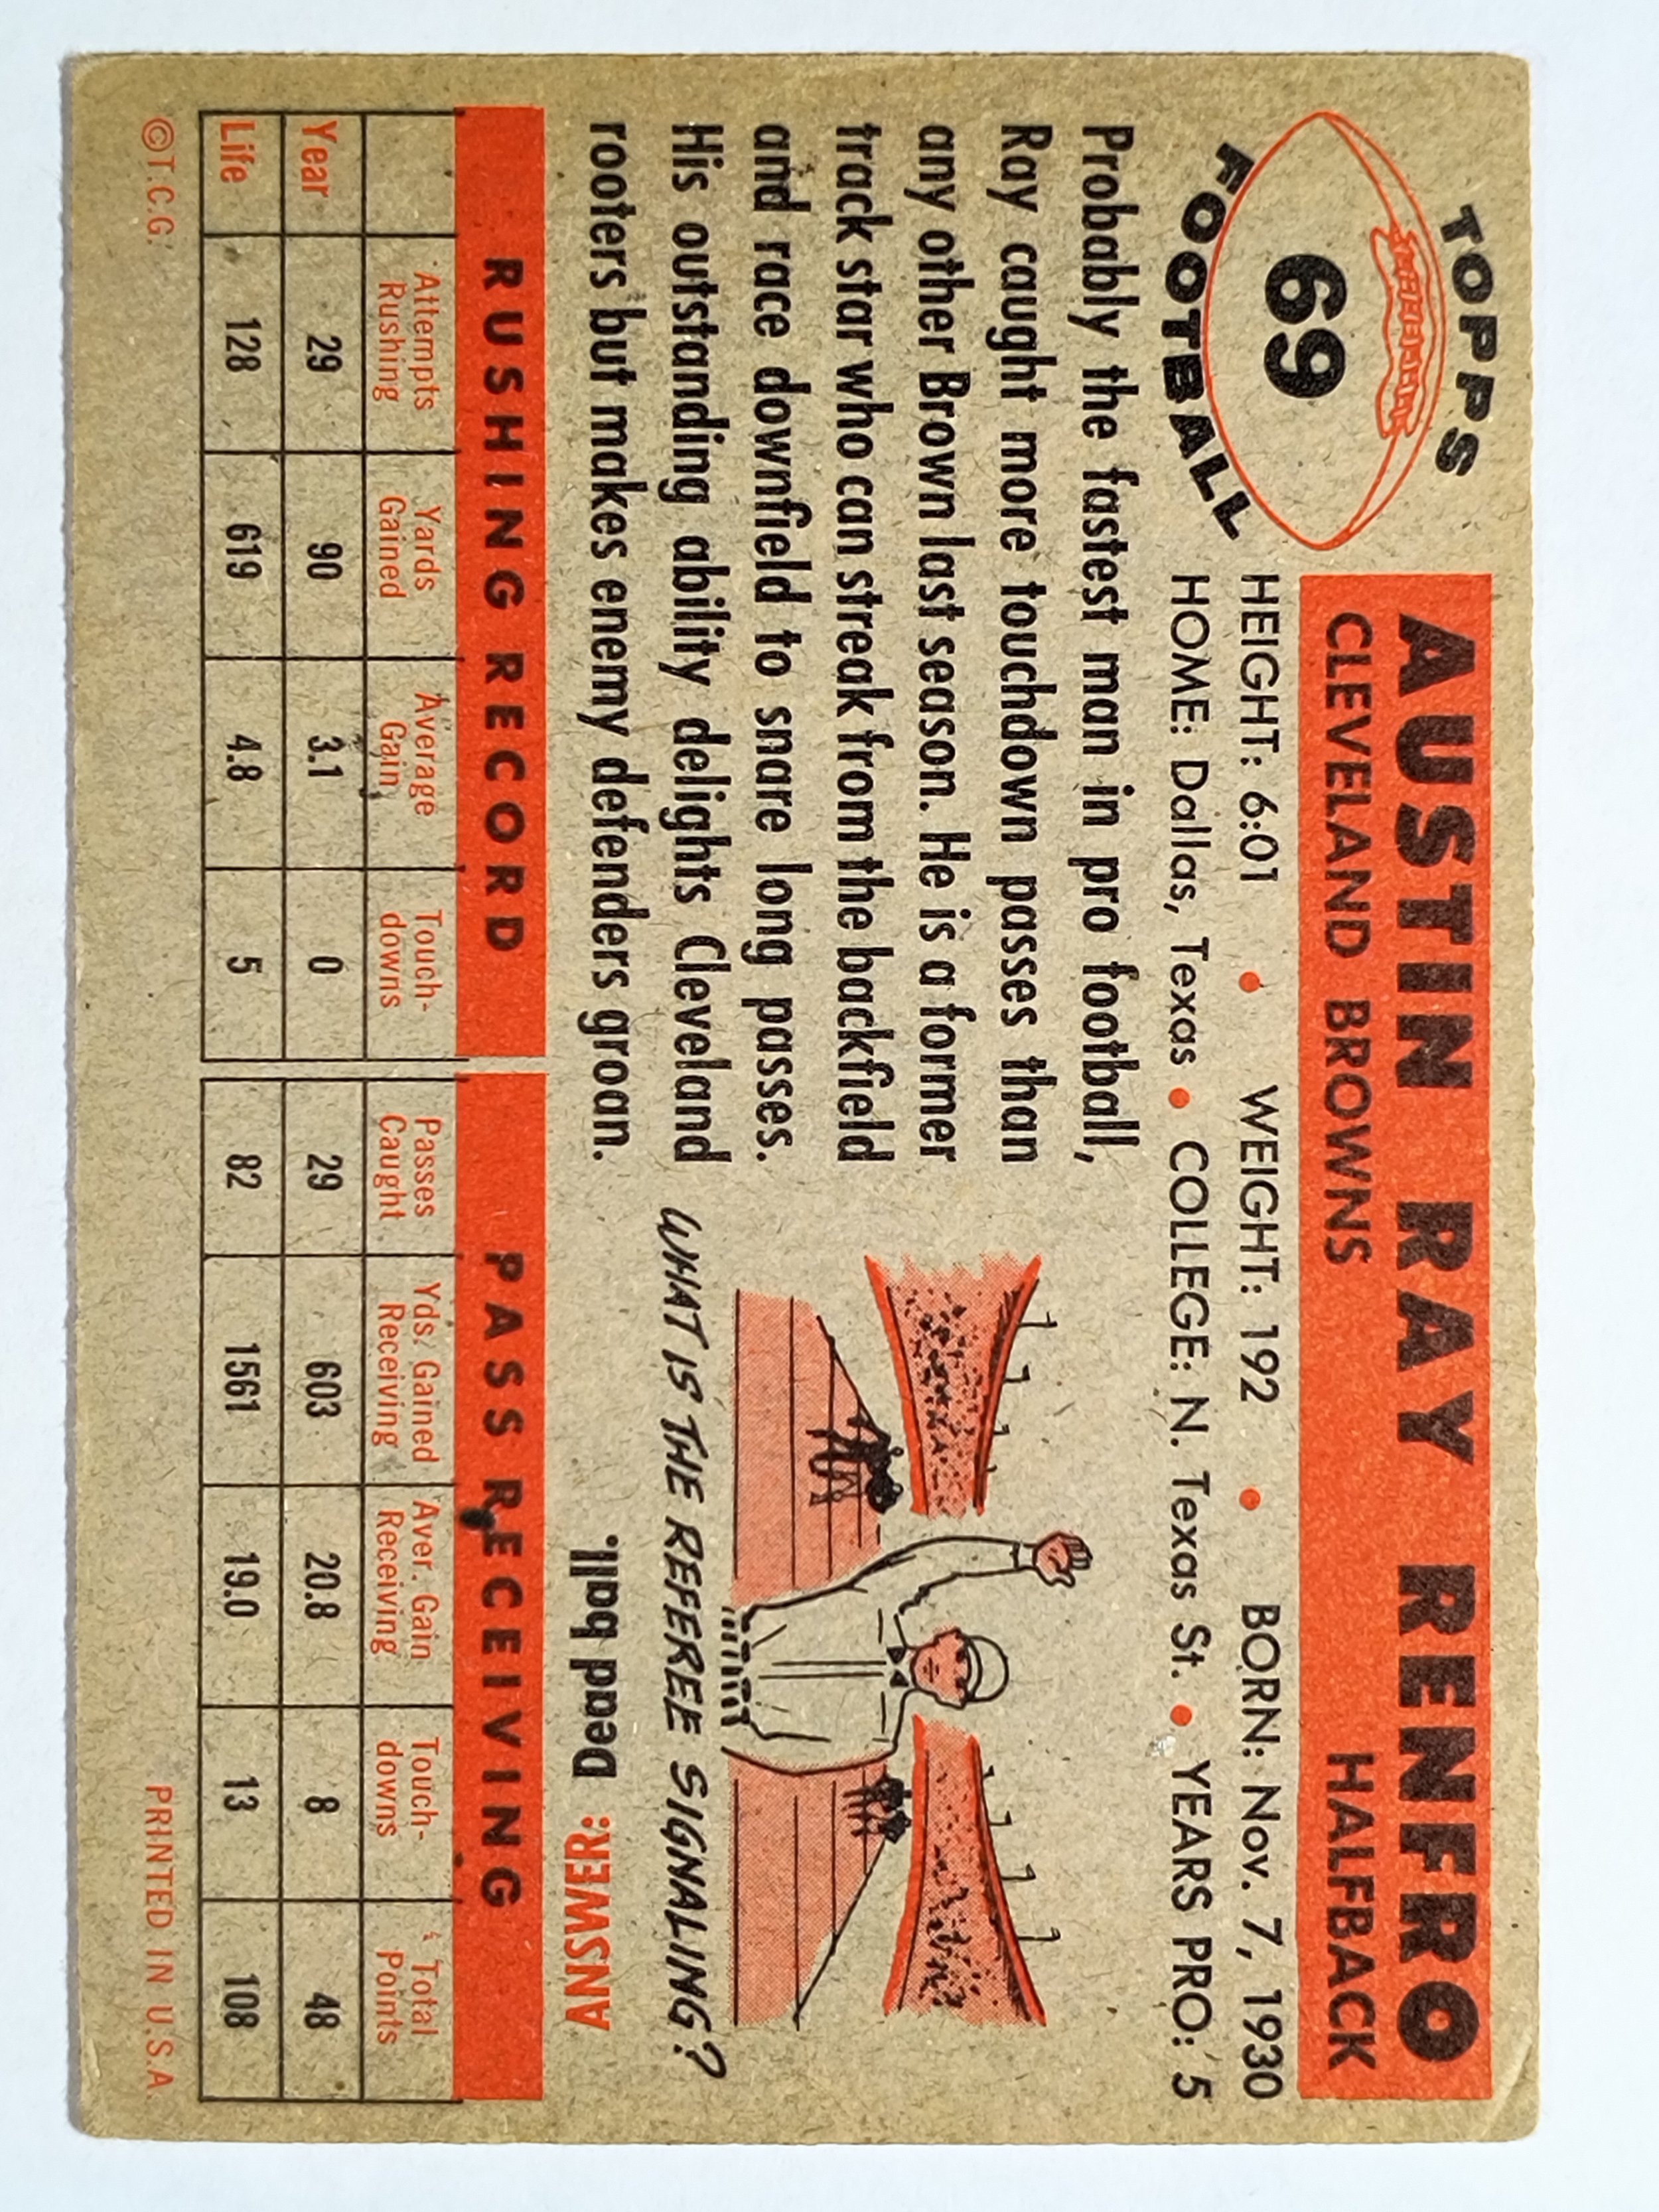 TOPPS
69
FOOTBALL
AUSTIN RAY RENFRO
CLEVELAND BROWNS HALFBACK
HEIGHT: 6:01 • WEIGHT: 192 • BORN: Nov. 7, 1930
HOME: Dallas, Texas • COLLEGE: N. Texas St. • YEARS PRO: 5
Probably the fastest man in pro football,
Ray caught more touchdown passes than
any other Brown last season. He is a former
track star who can streak from the backfield
and race downfield to snare long passes.
His outstanding ability delights Cleveland
rooters but makes enemy defenders groan.
WHAT IS THE REFEREE SIGNALING?
ANSWER: Dead ball.
RUSHING RECORD PASS RECEIVING
Attempts Rushing Yards Gained Average Gain Touch-downs Passes Caught Yds. Gained Receiving Aver. Gain Receiving Touch-downs Total Points
Year 29 90 3.1 0 29 603 20.8 8 48
Life 128 619 4.8 5 82 1561 19.0 13 108
©T.C.G. PRINTED IN U.S.A.